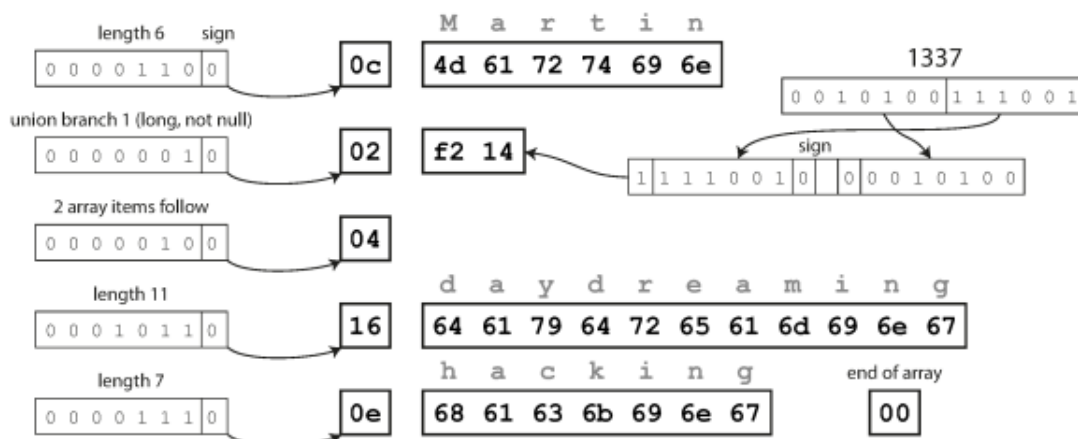 length 6 sign
0 0 0 0 1 1 0 0
0c
M a r t i n
4d 61 72 74 69 6e
1337
0 0 1 0 1 0 0 1 1 1 0 0 1
union branch 1 (long, not null)
0 0 0 0 0 0 1 0
02
f2 14
sign
1 1 1 1 0 0 1 0 0 0 0 1 0 1 0 0
2 array items follow
0 0 0 0 0 1 0 0
04
length 11
0 0 0 1 0 1 1 0
16
d a y d r e a m i n g
64 61 79 64 72 65 61 6d 69 6e 67
length 7
0 0 0 0 1 1 1 0
0e
h a c k i n g
68 61 63 6b 69 6e 67
end of array
00